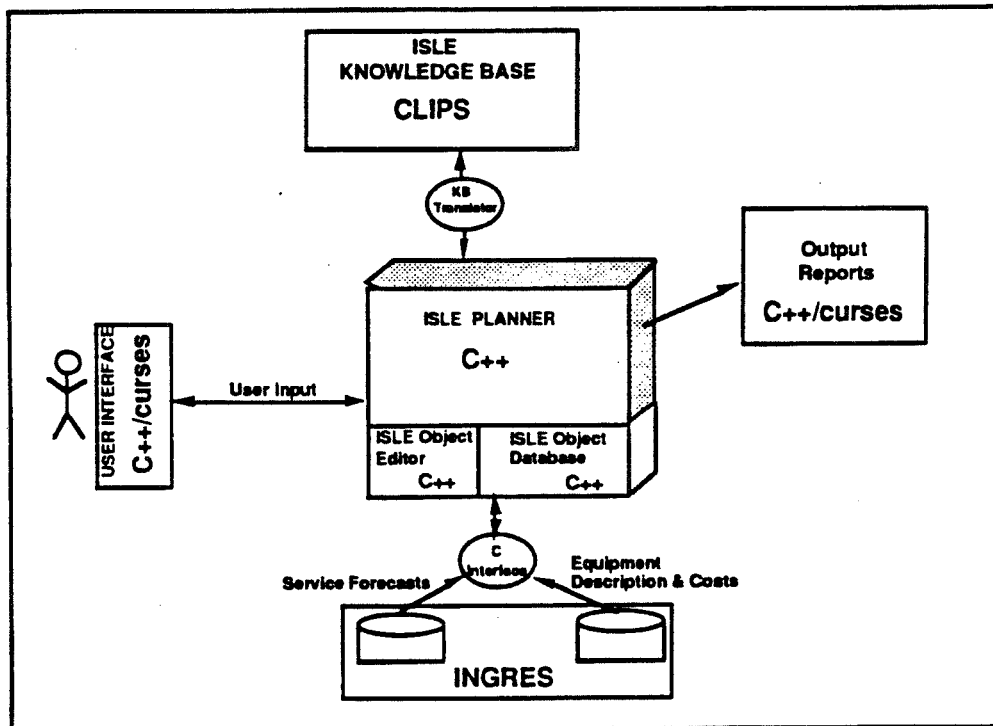 ISLE
KNOWLEDGE BASE
CLIPS
KB
Translator
Output
Reports
C++/curses
ISLE PLANNER
C++
USER INTERFACE
C++/curses
User Input
ISLE Object
Editor
C++
ISLE Object
Database
C++
C
Interface
Service Forecasts
Equipment
Description & Costs
INGRES